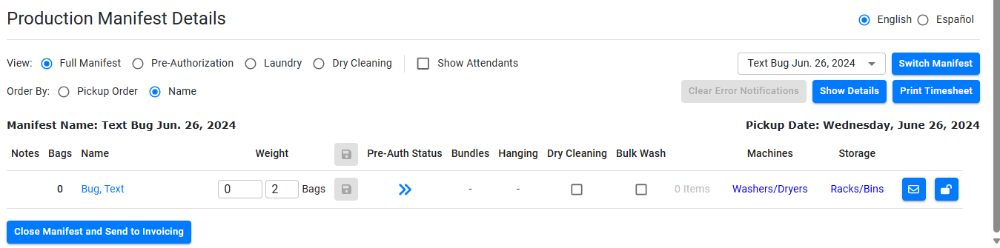 Production Manifest Details
English Español
View: Full Manifest Pre-Authorization Laundry Dry Cleaning Show Attendants Text Bug Jun. 26, 2024 Switch Manifest
Order By: Pickup Order Name Clear Error Notifications Show Details Print Timesheet
Manifest Name: Text Bug Jun. 26, 2024 Pickup Date: Wednesday, June 26, 2024
Notes Bags Name Weight Pre-Auth Status Bundles Hanging Dry Cleaning Bulk Wash Machines Storage
0 Bug, Text 0 2 Bags - - 0 Items Washers/Dryers Racks/Bins
Close Manifest and Send to Invoicing